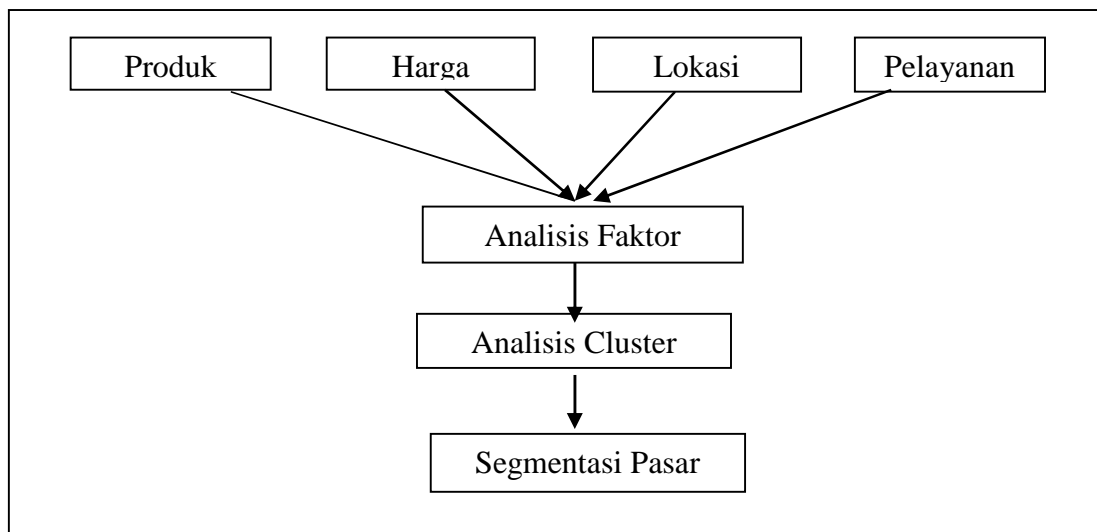 Produk
Harga
Lokasi
Pelayanan
Analisis Faktor
Analisis Cluster
Segmentasi Pasar